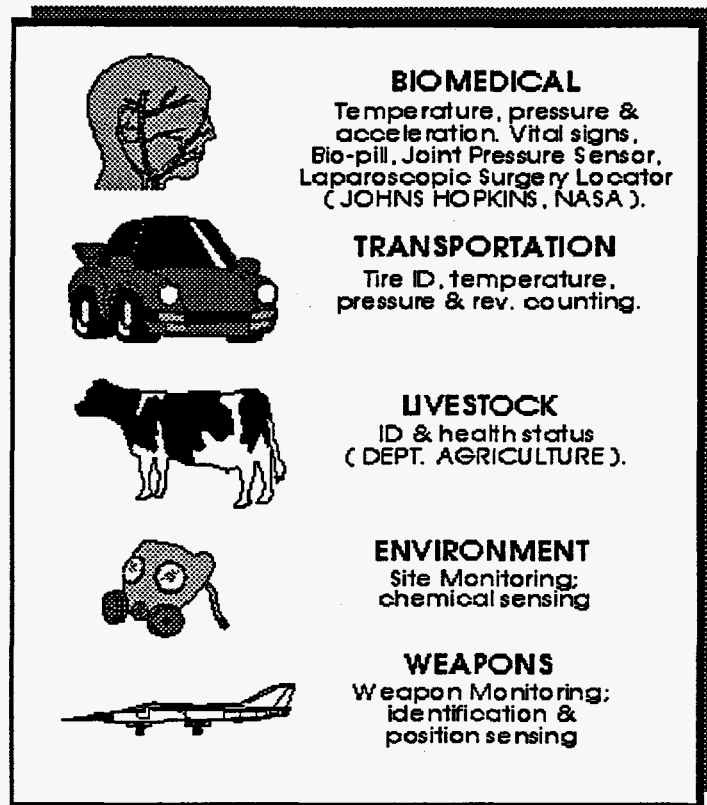 BIOMEDICAL
Temperature, pressure &
acceleration. Vital signs,
Bio-pill, Joint Pressure Sensor,
Laparoscopic Surgery Locator
( JOHNS HOPKINS, NASA ).
TRANSPORTATION
Tire ID, temperature,
pressure & rev. counting.
LIVESTOCK
ID & health status
( DEPT. AGRICULTURE ).
ENVIRONMENT
Site Monitoring;
chemical sensing
WEAPONS
Weapon Monitoring;
identification &
position sensing